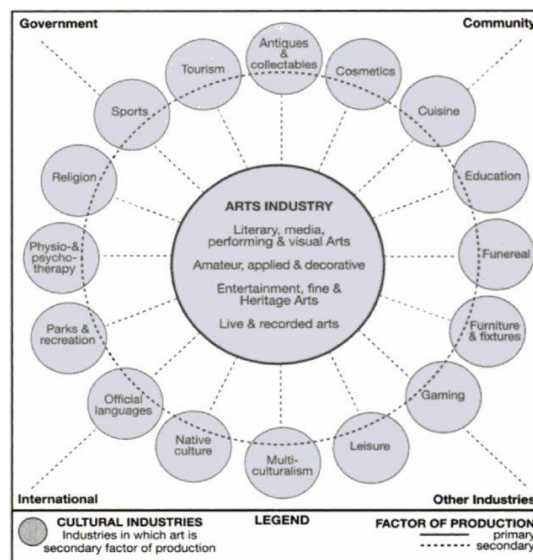 Government
Community
Antiques
&
collectables
Tourism
Cosmetics
Sports
Cuisine
Religion
Education
ARTS INDUSTRY
Literary, media,
performing & visual Arts
Amateur, applied & decorative
Entertainment, fine &
Heritage Arts
Live & recorded arts
Physio-&
psycho-
therapy
Funereal
Parks &
recreation
Furniture
& fixtures
Official
languages
Gaming
Native
culture
Multi-
culturalism
Leisure
International
Other Industries
CULTURAL INDUSTRIES
Industries in which art is
secondary factor of production
LEGEND
FACTOR OF PRODUCTION
primary
secondary